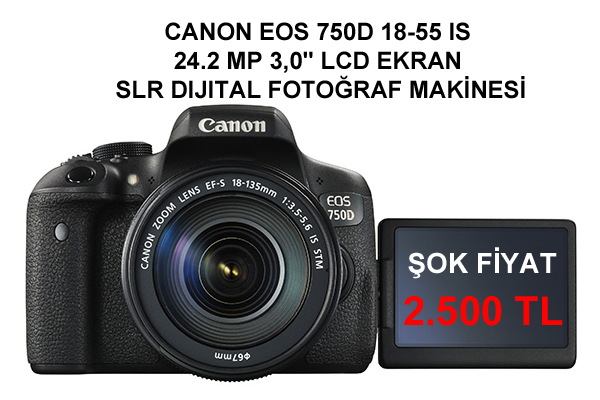 CANON EOS 750D 18-55 IS
24.2 MP 3,0" LCD EKRAN
SLR DIJITAL FOTOĞRAF MAKİNESİ
Canon
CANON ZOOM LENS EF-S 18-135mm 1:3.5-5.6 IS STM
EOS
750D
ŞOK FİYAT
2.500 TL
Φ67mm